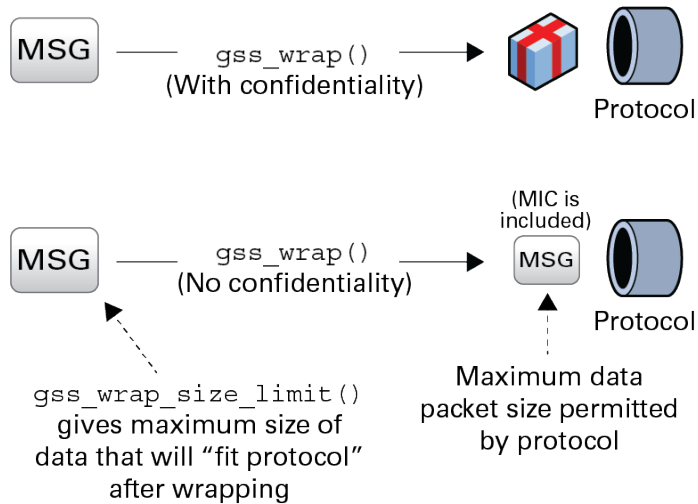 MSG
gss_wrap()
(With confidentiality)
Protocol
(MIC is
included)
MSG
gss_wrap()
(No confidentiality)
MSG
Protocol
gss_wrap_size_limit()
gives maximum size of
data that will “fit protocol”
after wrapping
Maximum data
packet size permitted
by protocol